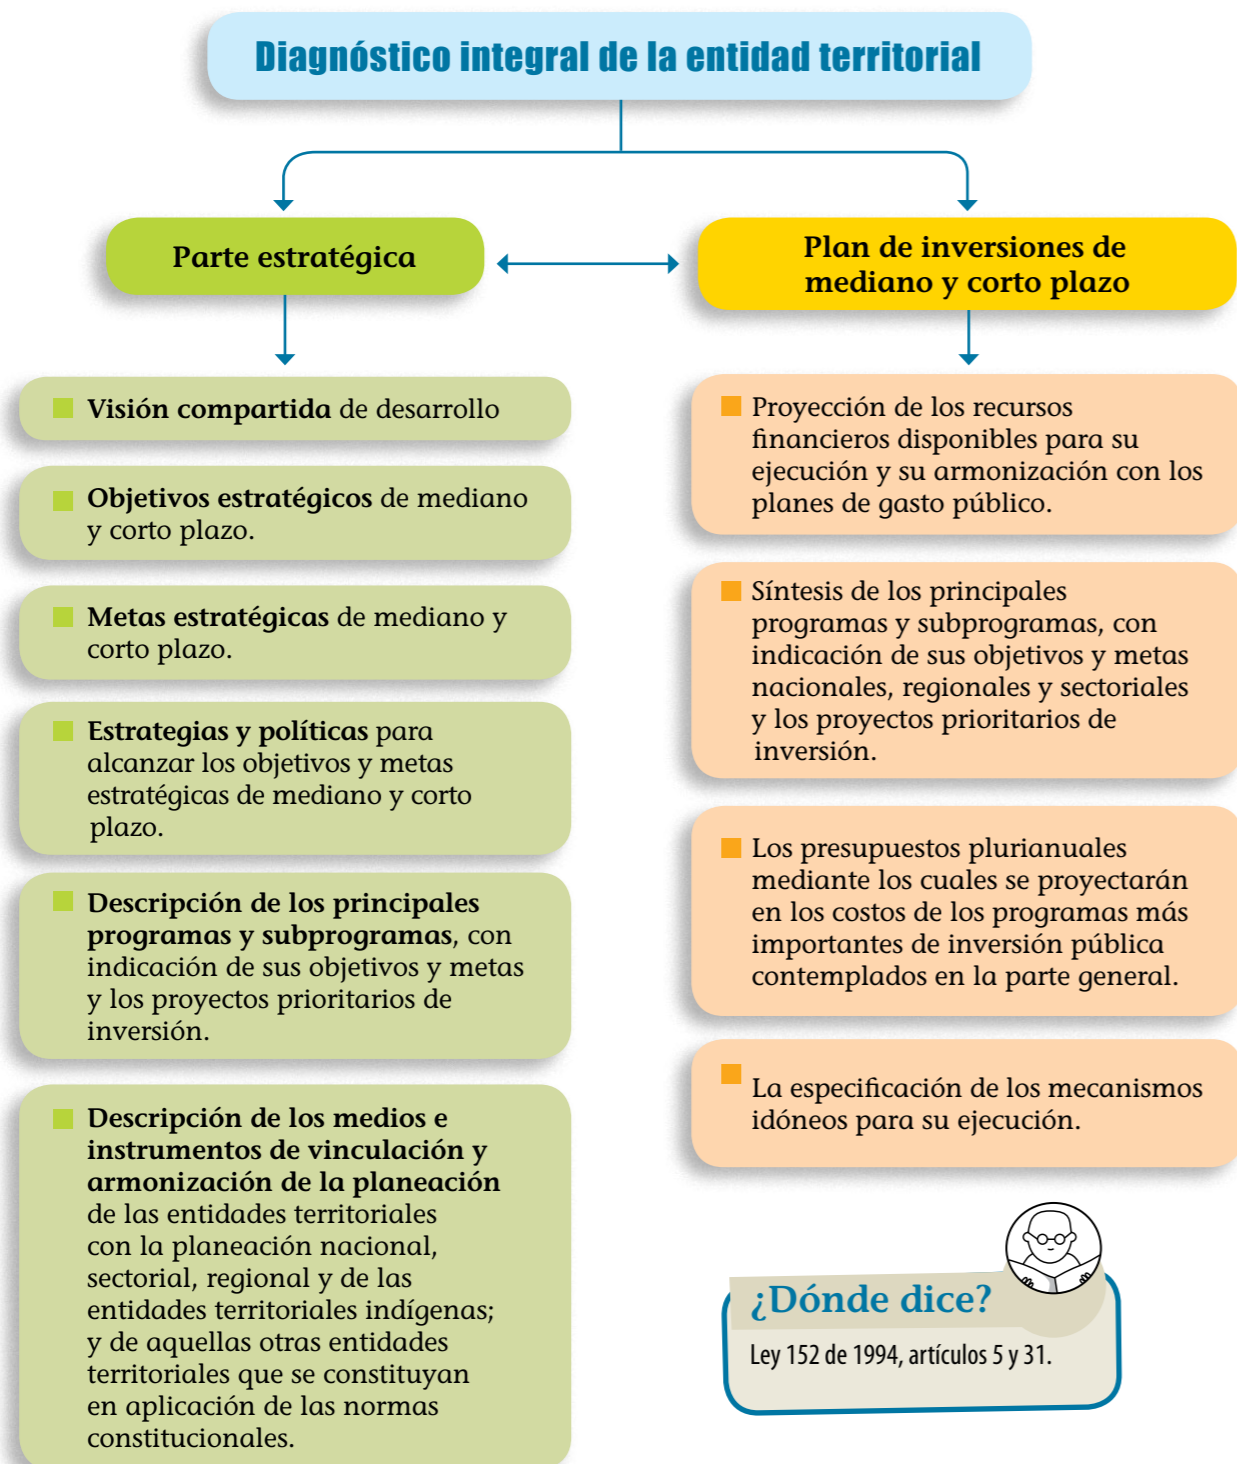 Diagnóstico integral de la entidad territorial
Parte estratégica
Visión compartida de desarrollo
Objetivos estratégicos de mediano
y corto plazo.
Metas estratégicas de mediano y
corto plazo.
Estrategias y políticas para
alcanzar los objetivos y metas
estratégicas de mediano y corto
plazo.
Descripción de los principales
programas y subprogramas, con
indicación de sus objetivos y metas
y los proyectos prioritarios de
inversión.
Descripción de los medios e
instrumentos de vinculación y
armonización de la planeación
de las entidades territoriales
con la planeación nacional,
sectorial, regional y de las
entidades territoriales indígenas;
y de aquellas otras entidades
territoriales que se constituyan
en aplicación de las normas
constitucionales.
Plan de inversiones de
mediano y corto plazo
Proyección de los recursos
financieros disponibles para su
ejecución y su armonización con los
planes de gasto público.
Síntesis de los principales
programas y subprogramas, con
indicación de sus objetivos y metas
nacionales, regionales y sectoriales
y los proyectos prioritarios de
inversión.
Los presupuestos plurianuales
mediante los cuales se proyectarán
en los costos de los programas más
importantes de inversión pública
contemplados en la parte general.
La especificación de los mecanismos
idóneos para su ejecución.
¿Dónde dice?
Ley 152 de 1994, artículos 5 y 31.